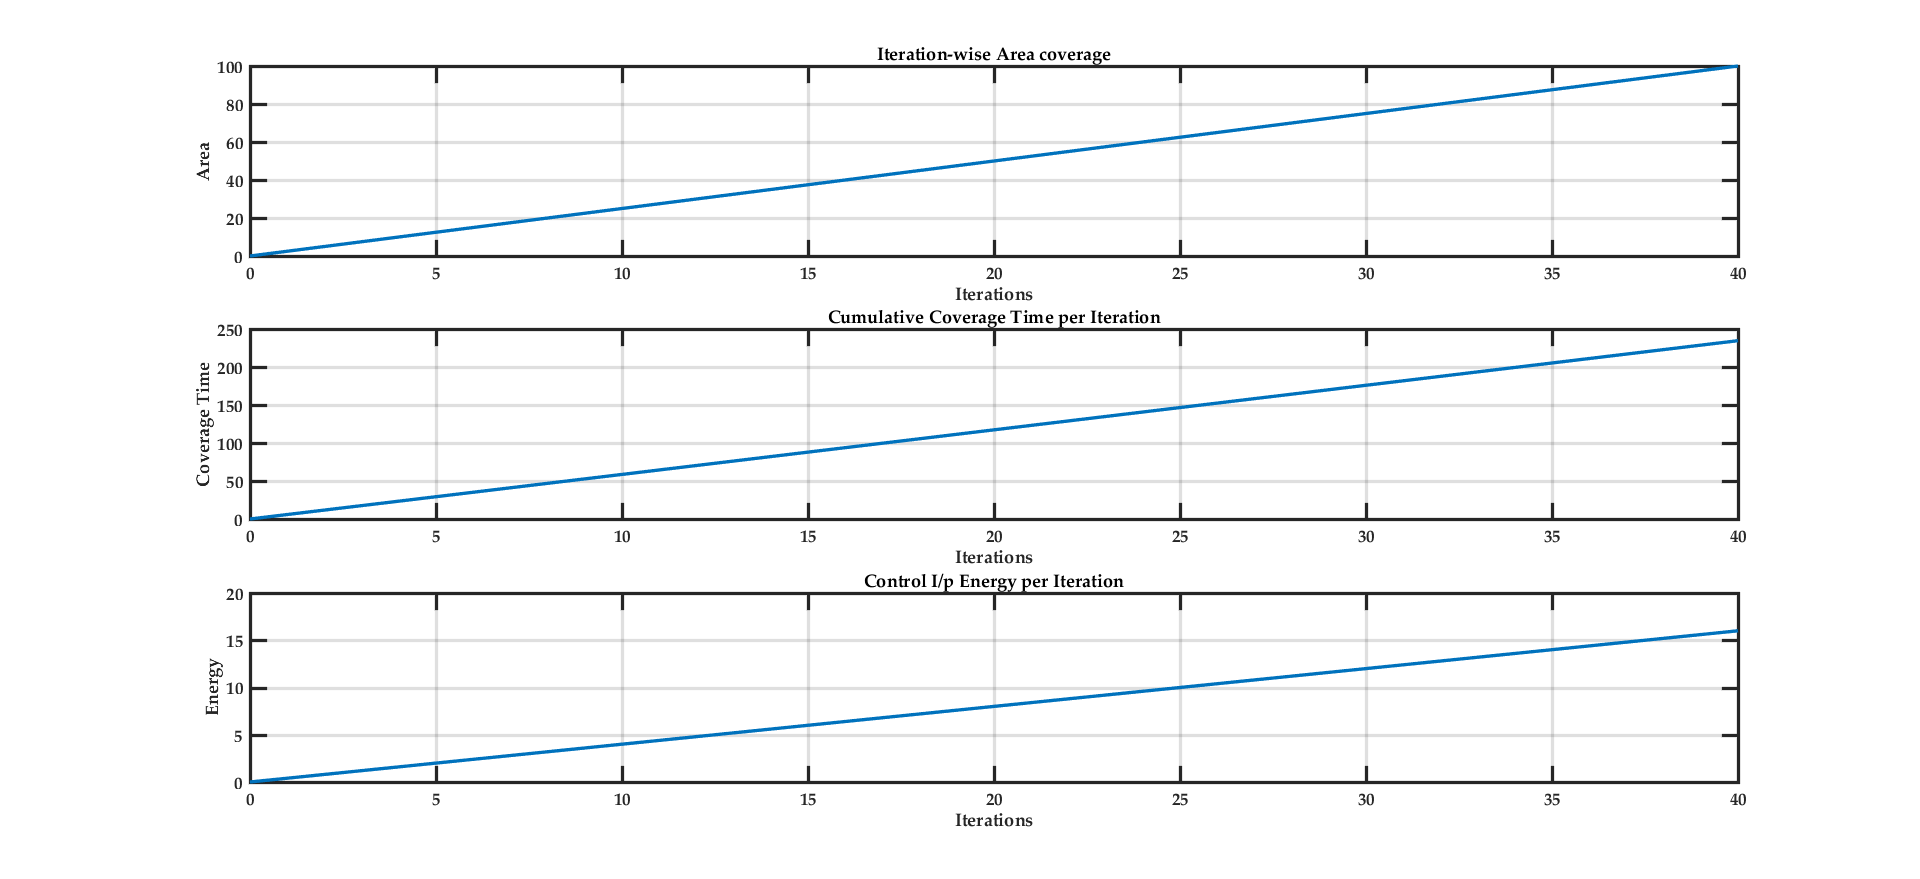 Iteration-wise Area coverage
100
80
60
40
20
0
Area
0 5 10 15 20 25 30 35 40
Iterations
Cumulative Coverage Time per Iteration
250
200
150
100
50
0
Coverage Time
0 5 10 15 20 25 30 35 40
Iterations
Control I/p Energy per Iteration
20
15
10
5
0
Energy
0 5 10 15 20 25 30 35 40
Iterations